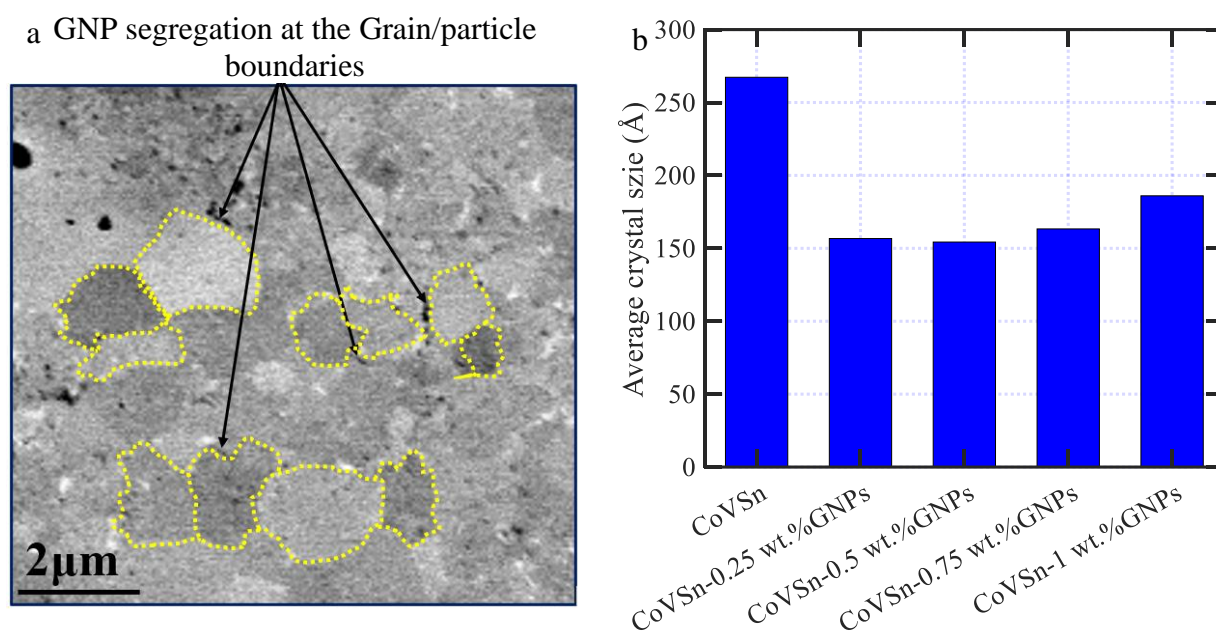 a GNP segregation at the Grain/particle
boundaries
2μm
b
Average crystal szie (Å)
300
250
200
150
100
50
0
CoVSn
CoVSn-0.25 wt.%GNPs
CoVSn-0.5 wt.%GNPs
CoVSn-0.75 wt.%GNPs
CoVSn-1 wt.%GNPs